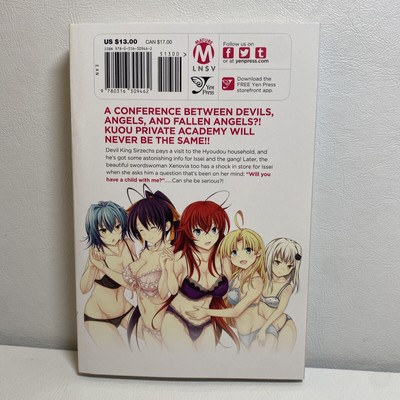 US $13.00 CAN $17.00
ISBN 978-0-316-30946-2
51300
EAN
9 780316 309462
MATURE
M
LNSV
Yen
Press
Follow us on
f t
yenpress.com
Download the
FREE Yen Press
storefront app.
A CONFERENCE BETWEEN DEVILS,
ANGELS, AND FALLEN ANGELS?!
KUOU PRIVATE ACADEMY WILL
NEVER BE THE SAME!!
Devil King Sirzechs pays a visit to the Hyoudou household, and
he's got some astonishing info for Issei and the gang! Later, the
beautiful swordswoman Xenovia too has a shock in store for Issei
when she asks him a question that's been on her mind: "Will you
have a child with me?"......Can she be serious?!